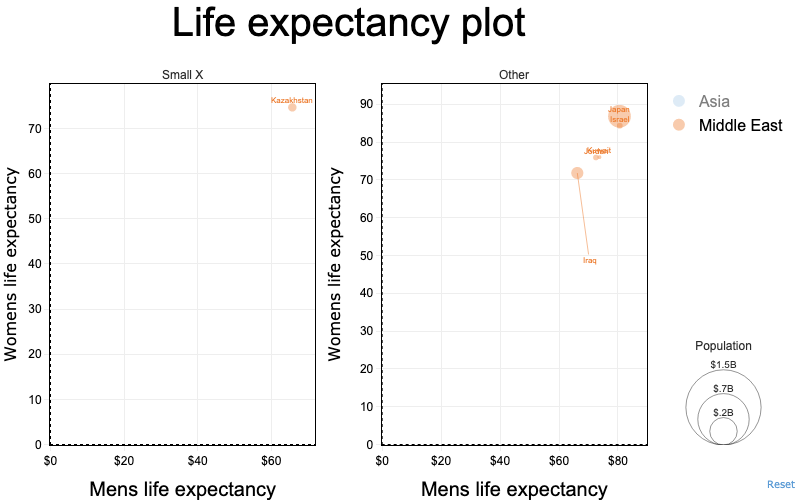 Life expectancy plot
Small X
Other
Kazakhstan
70
60
50
40
30
20
10
0
$0
$20
$40
$60
Womens life expectancy
Mens life expectancy
90
80
70
60
50
40
30
20
10
0
$0
$20
$40
$60
$80
Womens life expectancy
Mens life expectancy
Japan
Israel
Kuwait
Jordan
Iraq
Asia
Middle East
Population
$1.5B
$.7B
$.2B
Reset